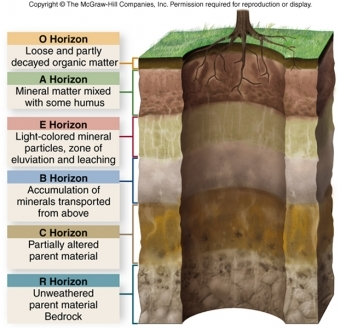 Copyright © The McGraw-Hill Companies, Inc. Permission required for reproduction or display.
O Horizon
Loose and partly
decayed organic matter
A Horizon
Mineral matter mixed
with some humus
E Horizon
Light-colored mineral
particles, zone of
eluviation and leaching
B Horizon
Accumulation of
minerals transported
from above
C Horizon
Partially altered
parent material
R Horizon
Unweathered
parent material
Bedrock